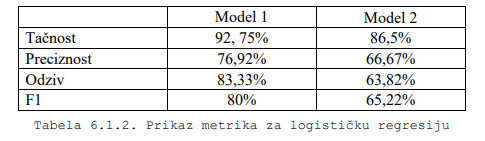 Model 1 Model 2
Tačnost 92, 75% 86,5%
Preciznost 76,92% 66,67%
Odziv 83,33% 63,82%
F1 80% 65,22%
Tabela 6.1.2. Prikaz metrika za logističku regresiju